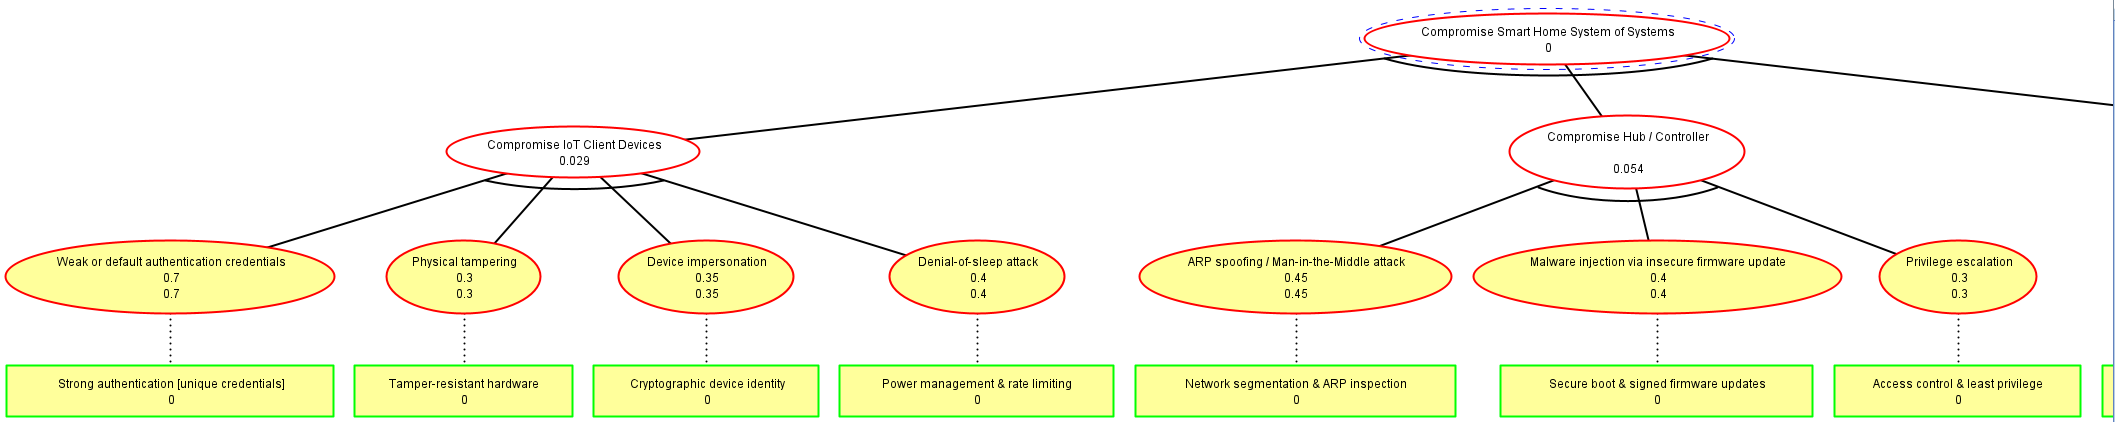 Compromise Smart Home System of Systems
0
Compromise IoT Client Devices
0.029
Compromise Hub / Controller
0.054
Weak or default authentication credentials
0.7
0.7
Physical tampering
0.3
0.3
Device impersonation
0.35
0.35
Denial-of-sleep attack
0.4
0.4
ARP spoofing / Man-in-the-Middle attack
0.45
0.45
Malware injection via insecure firmware update
0.4
0.4
Privilege escalation
0.3
0.3
Strong authentication [unique credentials]
0
Tamper-resistant hardware
0
Cryptographic device identity
0
Power management & rate limiting
0
Network segmentation & ARP inspection
0
Secure boot & signed firmware updates
0
Access control & least privilege
0